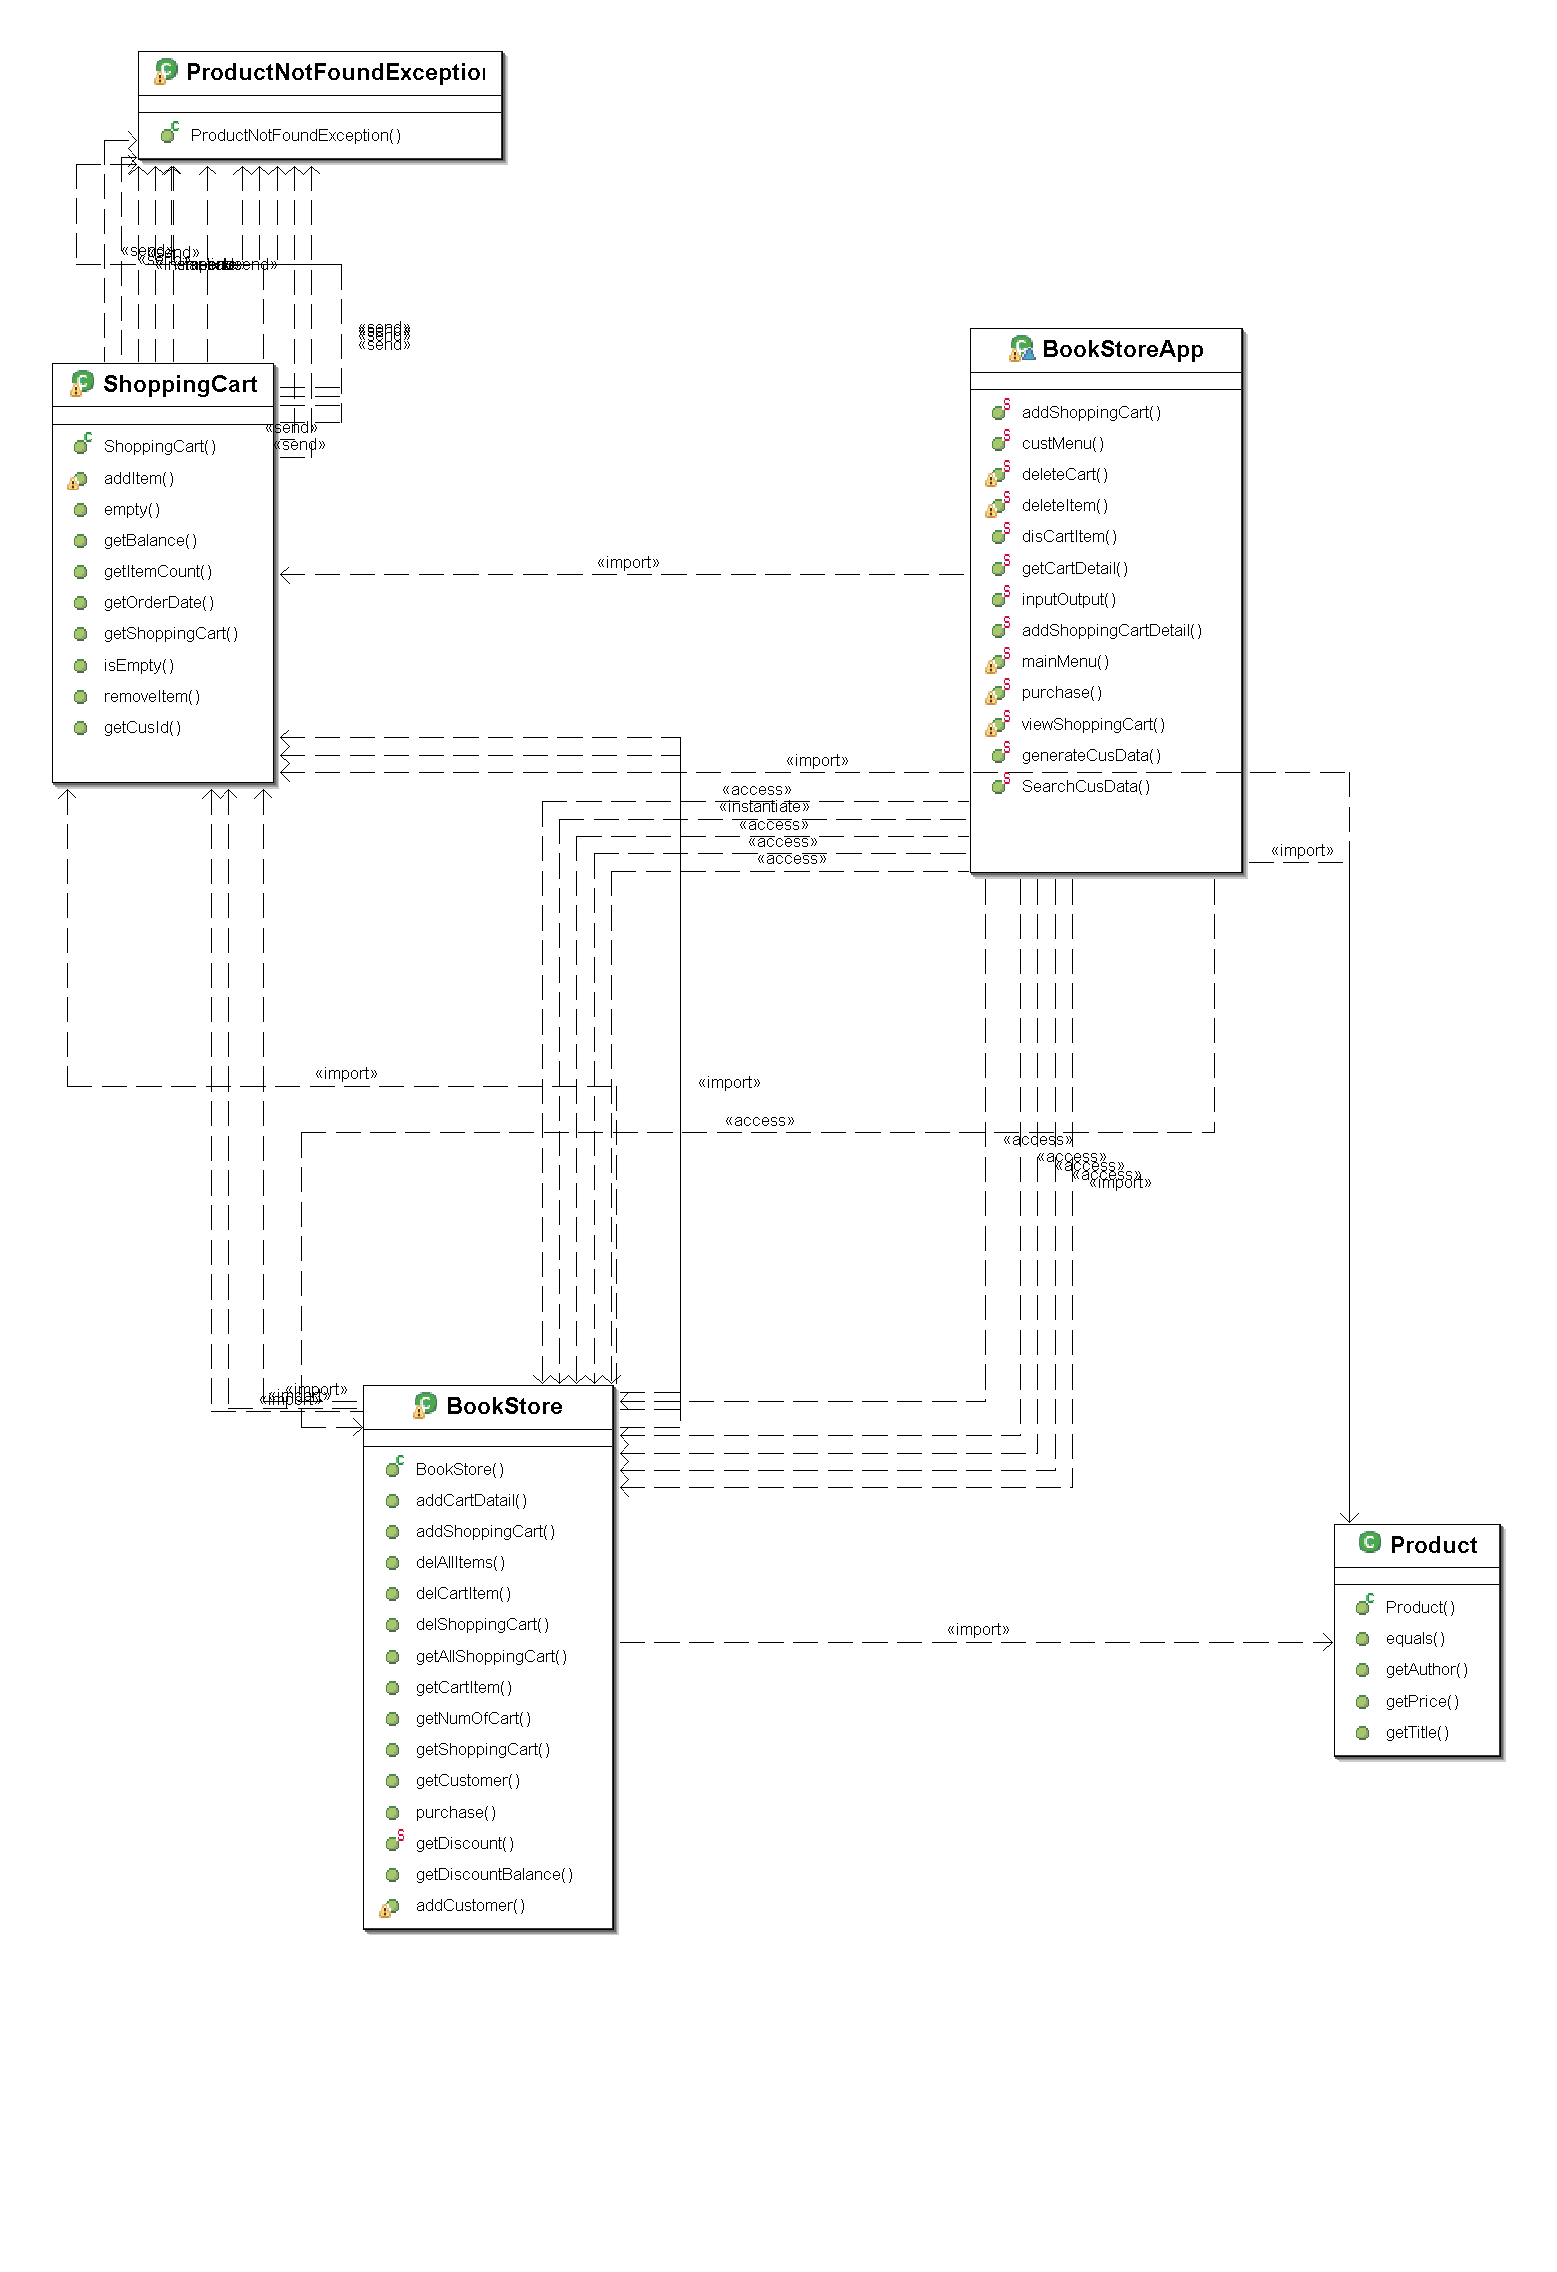 ProductNotFoundExceptio
ProductNotFoundException()
«send»
«send»
«send»
«send»
«send»
«send»
«send»
«send»
ShoppingCart
ShoppingCart()
addItem()
empty()
getBalance()
getItemCount()
getOrderDate()
getShoppingCart()
isEmpty()
removeItem()
getCusId()
BookStoreApp
addShoppingCart()
custMenu()
deleteCart()
deleteItem()
disCartItem()
getCartDetail()
inputOutput()
addShoppingCartDetail()
mainMenu()
purchase()
viewShoppingCart()
generateCusData()
SearchCusData()
«import»
«import»
«access»
«instantiate»
«access»
«access»
«access»
«import»
«import»
«import»
«access»
«access»
«access»
«access»
«access»
«import»
«import»
«import»
«import»
BookStore
BookStore()
addCartDatail()
addShoppingCart()
delAllItems()
delCartItem()
delShoppingCart()
getAllShoppingCart()
getCartItem()
getNumOfCart()
getShoppingCart()
getCustomer()
purchase()
getDiscount()
getDiscountBalance()
addCustomer()
«import»
Product
Product()
equals()
getAuthor()
getPrice()
getTitle()